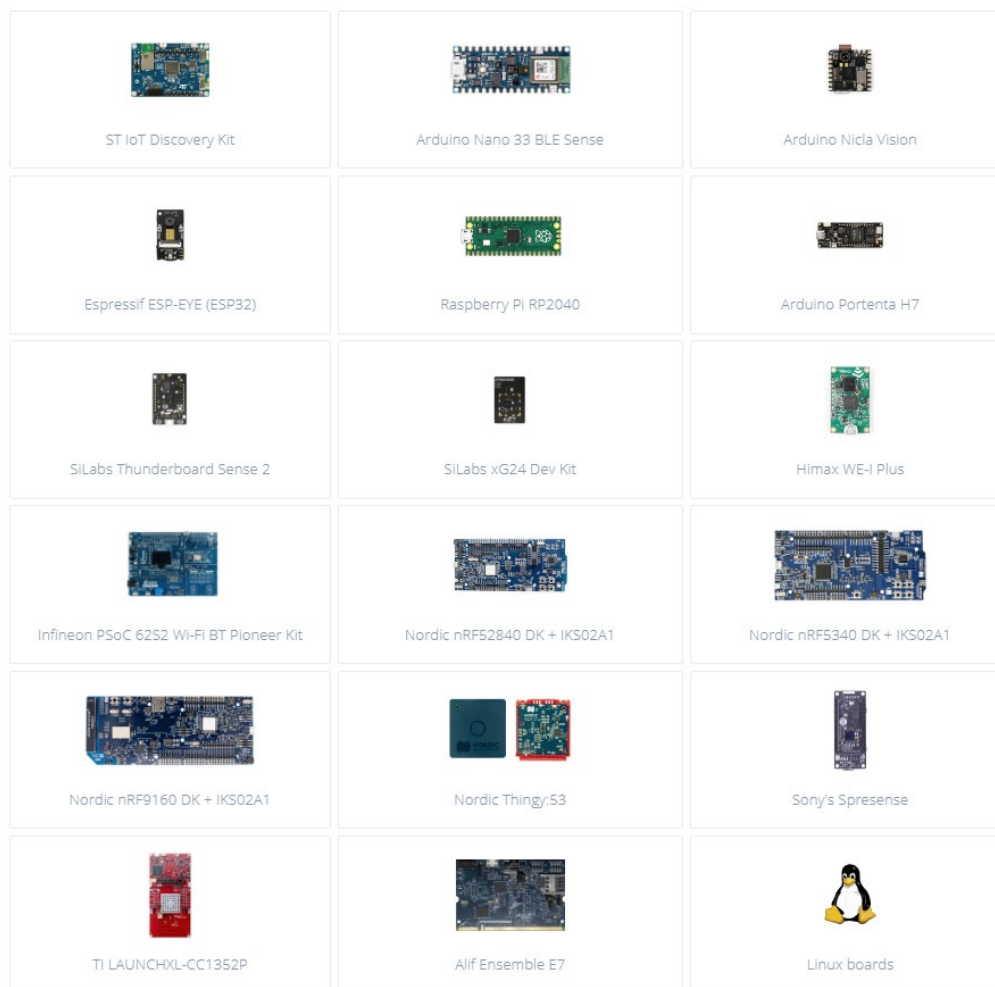 ST IoT Discovery Kit
Arduino Nano 33 BLE Sense
Arduino Nicla Vision
Espressif ESP-EYE (ESP32)
Raspberry Pi RP2040
Arduino Portenta H7
SiLabs Thunderboard Sense 2
SiLabs xG24 Dev Kit
Himax WE-I Plus
Infineon PSoC 62S2 Wi-Fi BT Pioneer Kit
Nordic nRF52840 DK + IKS02A1
Nordic nRF5340 DK + IKS02A1
Nordic nRF9160 DK + IKS02A1
Nordic Thingy:53
Sony's Spresense
TI LAUNCHXL-CC1352P
Alif Ensemble E7
Linux boards